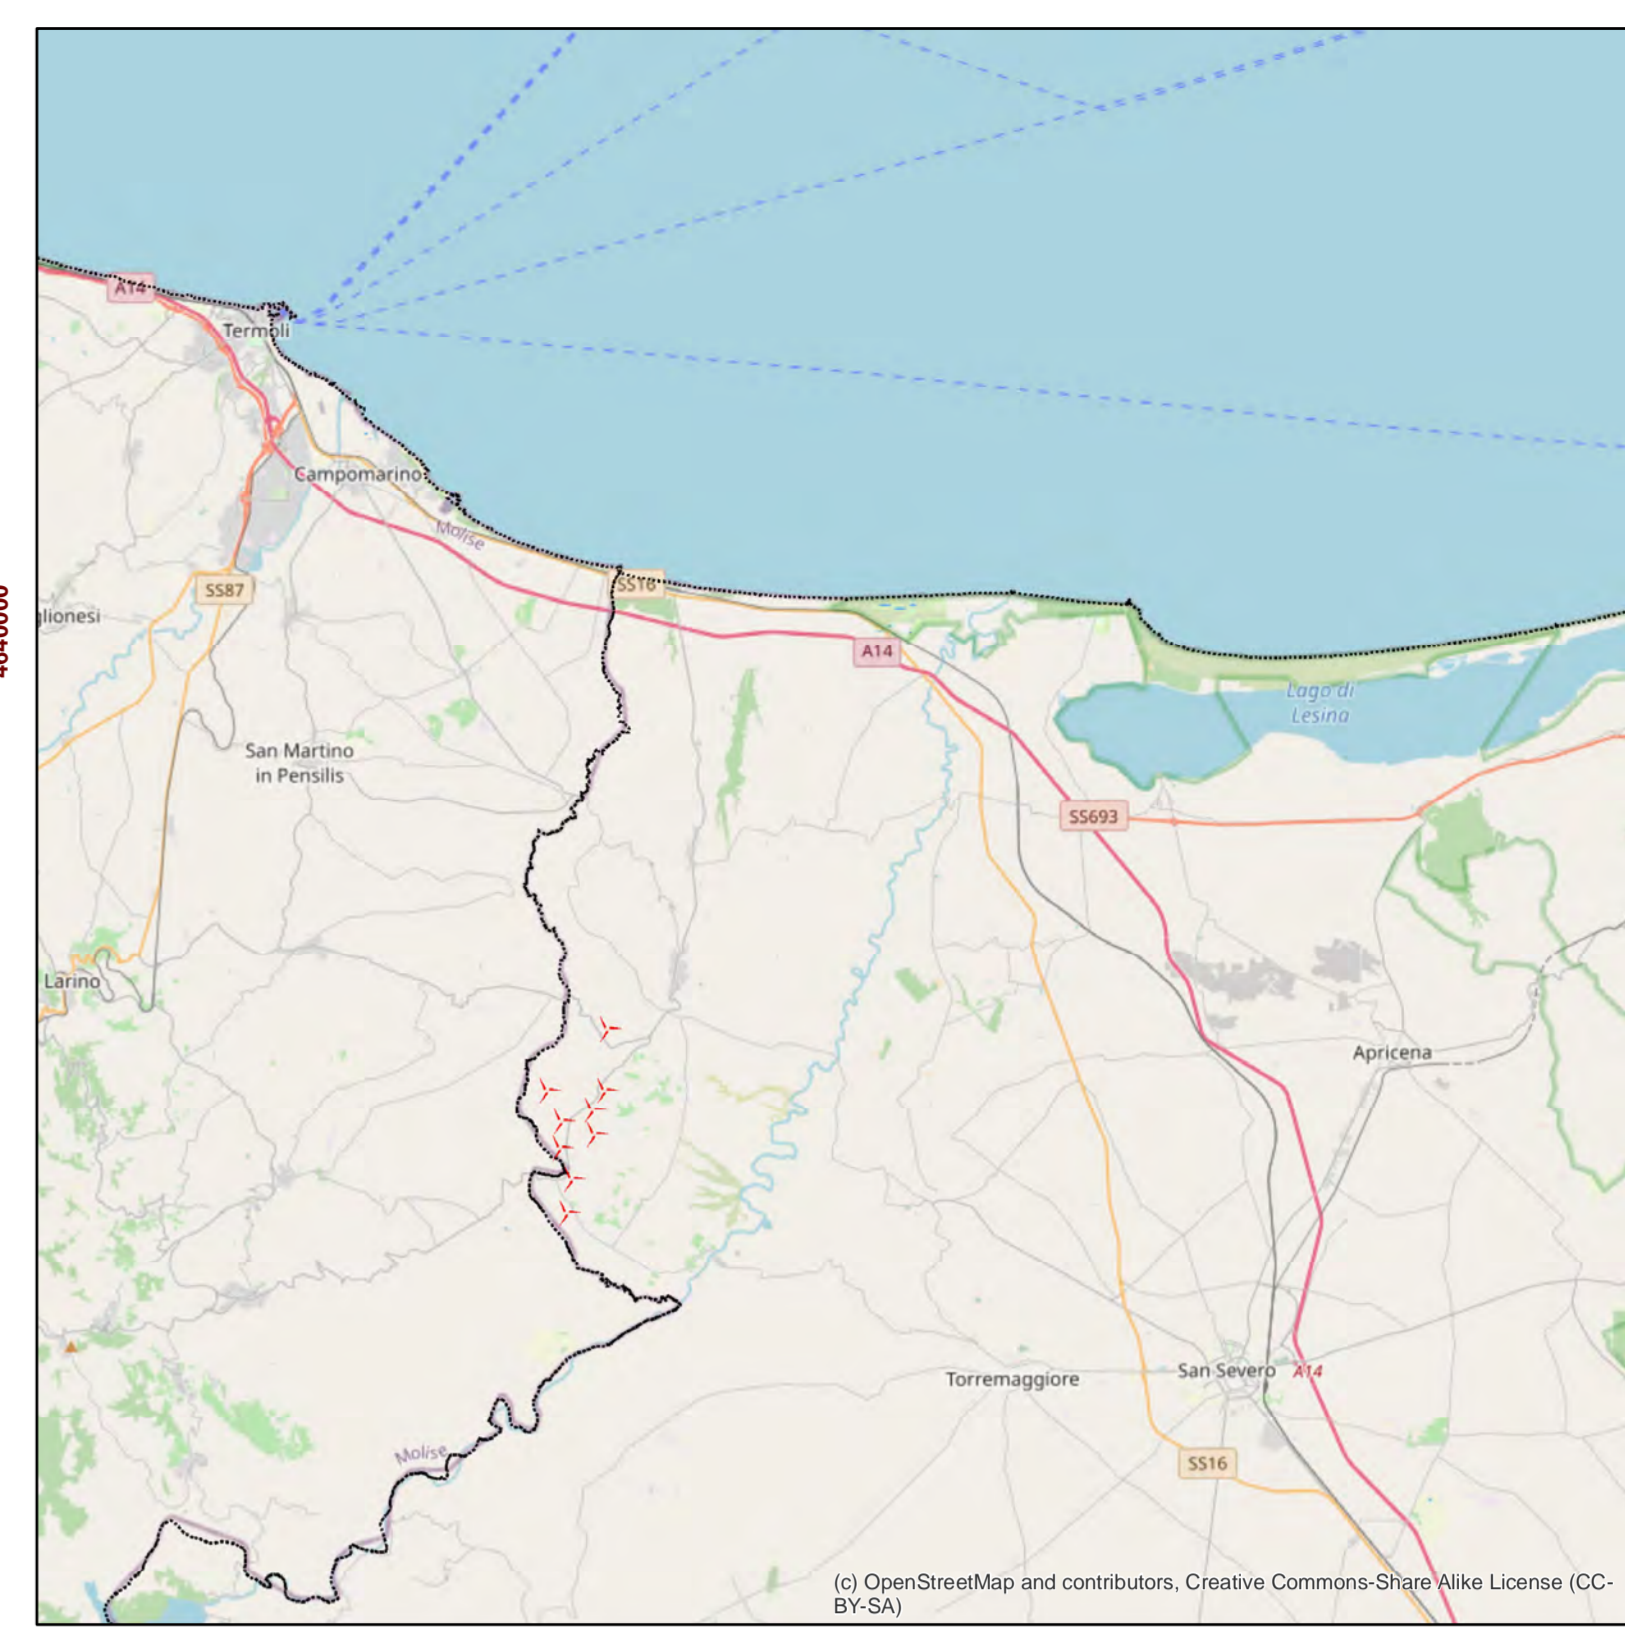 A14
Termoli
Campomarino
Molise
SS16
SS87
glionesi
A14
Lago di
Lesina
San Martino
in Pensilis
SS693
Larino
Apricena
San Severo
A14
Torremaggiore
Molise
SS16
(c) OpenStreetMap and contributors, Creative Commons-Share Alike License (CC-
BY-SA)